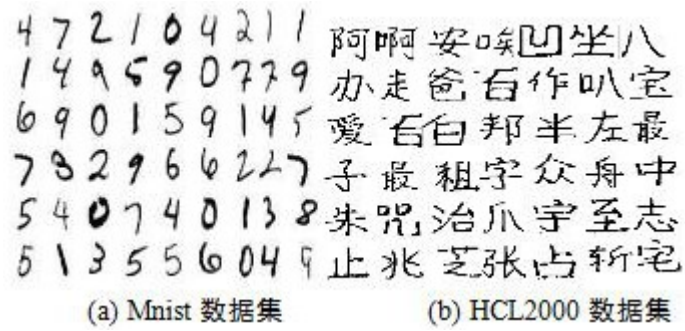 4 7 2 1 0 4 2 1 1 阿啊安唉凹坐八
1 4 9 5 9 0 7 7 9 办走爸百作叭宝
6 9 0 1 5 9 1 4 5 爱百白邦半左最
7 3 2 9 6 6 2 2 7 子最祖字众舟中
5 4 0 7 4 0 1 3 8 朱咒治爪宇至志
5 1 3 5 5 6 0 4 9 止兆芝张占斩宅
(a) Mnist 数据集 (b) HCL2000 数据集